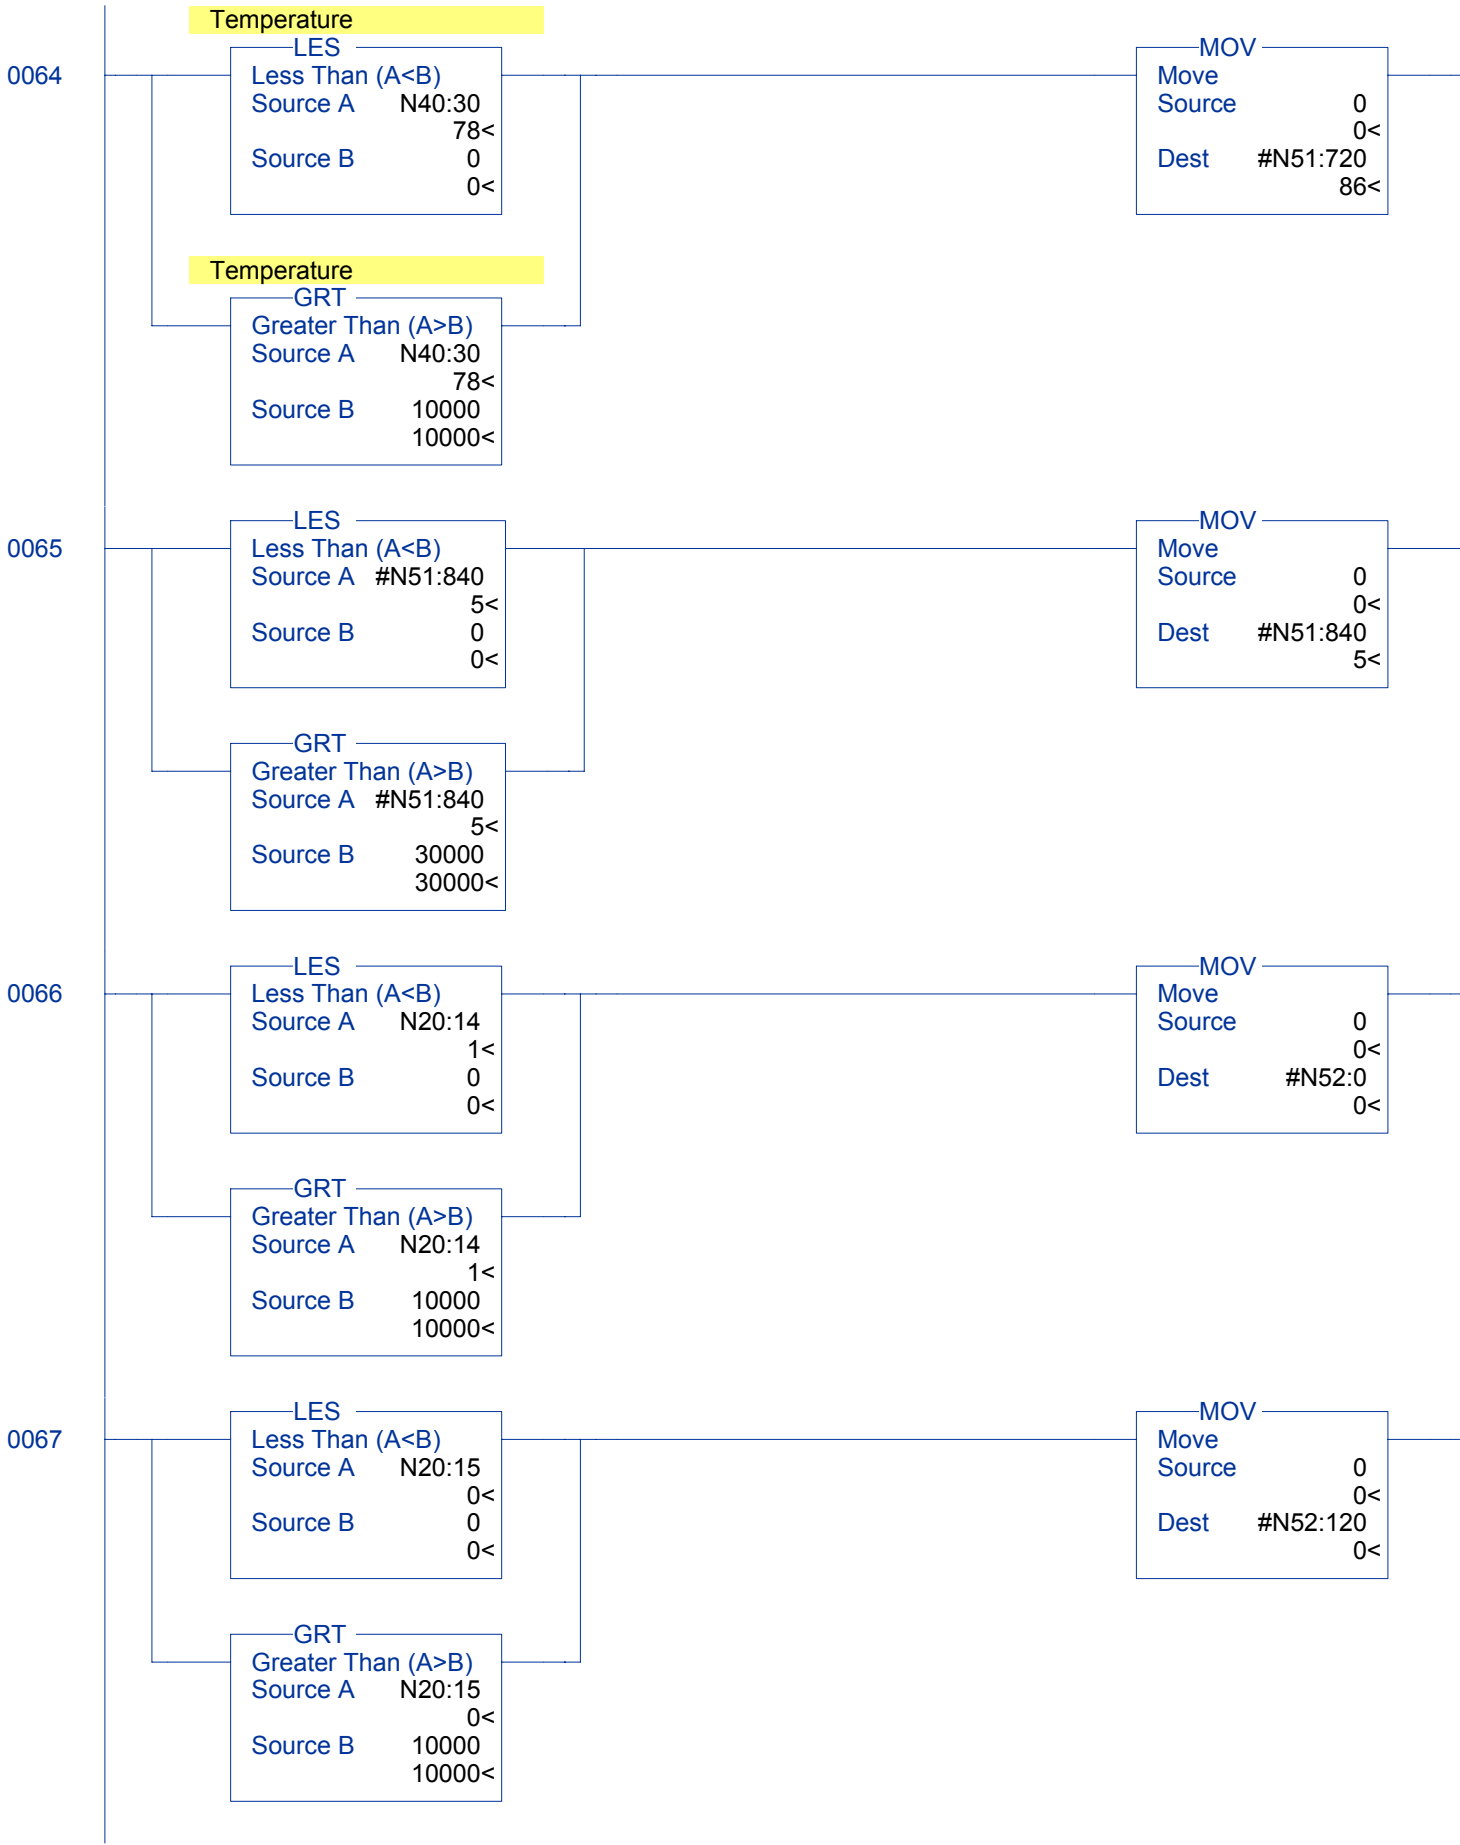 Temperature
LES
MOV
0064
Less Than (A<B)
Move
Source A N40:30
Source 0
78<
0<
Source B 0
Dest #N51:720
0<
86<
Temperature
GRT
Greater Than (A>B)
Source A N40:30
78<
Source B 10000
10000<
LES
MOV
0065
Less Than (A<B)
Move
Source A #N51:840
Source 0
5<
0<
Source B 0
Dest #N51:840
0<
5<
GRT
Greater Than (A>B)
Source A #N51:840
5<
Source B 30000
30000<
LES
MOV
0066
Less Than (A<B)
Move
Source A N20:14
Source 0
1<
0<
Source B 0
Dest #N52:0
0<
0<
GRT
Greater Than (A>B)
Source A N20:14
1<
Source B 10000
10000<
LES
MOV
0067
Less Than (A<B)
Move
Source A N20:15
Source 0
0<
0<
Source B 0
Dest #N52:120
0<
0<
GRT
Greater Than (A>B)
Source A N20:15
0<
Source B 10000
10000<